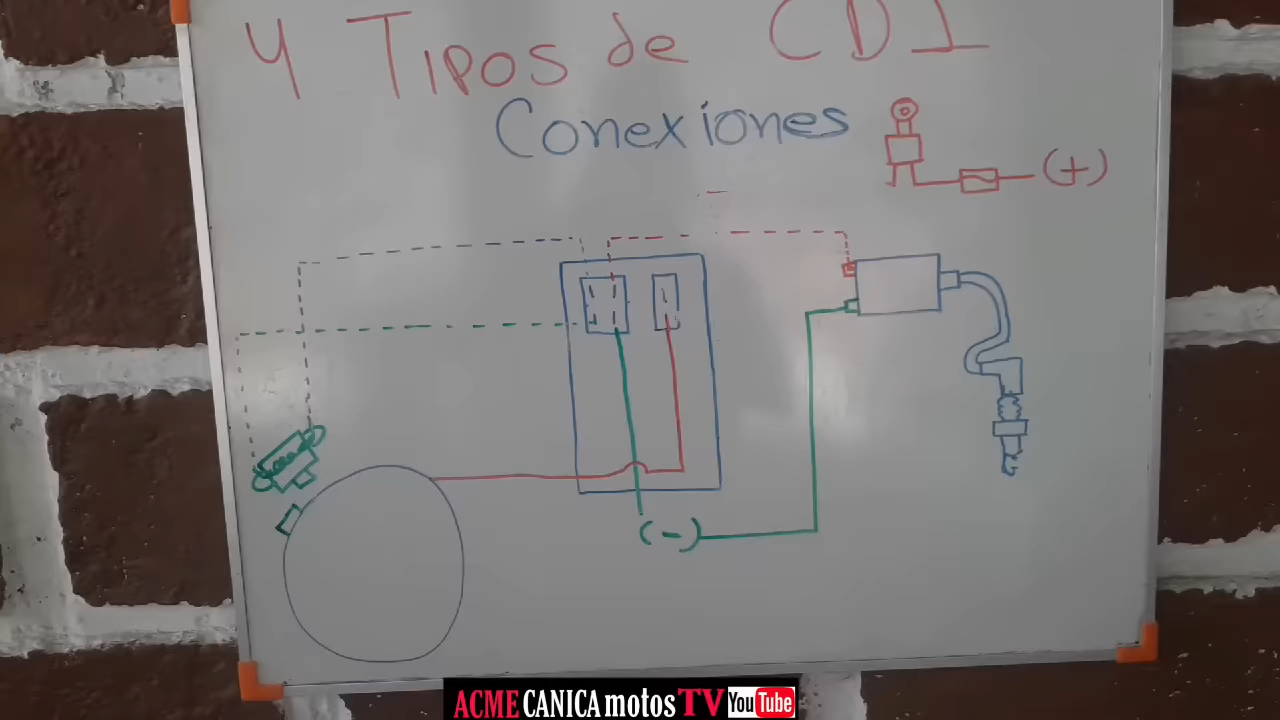 4 Tipos de CDI
Conexiones
(+)
(-)
ACME CANICA motos TV YouTube